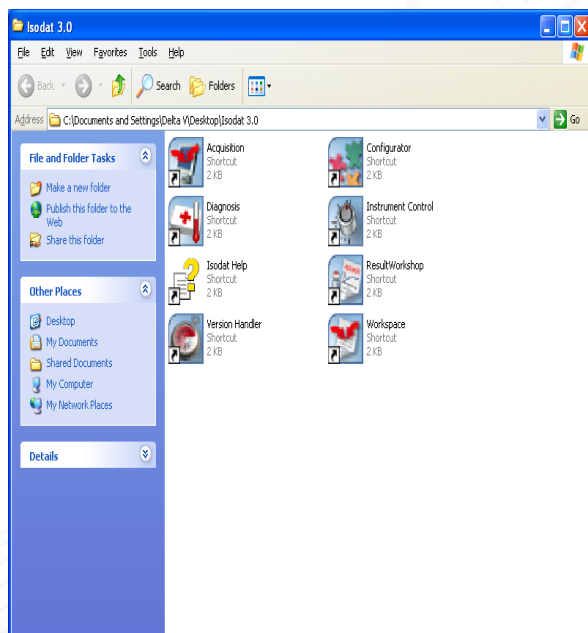 Isodat 3.0
File Edit View Favorites Tools Help
Back Search Folders
Address C:\Documents and Settings\Delta V\Desktop\Isodat 3.0 Go
File and Folder Tasks
Make a new folder
Publish this folder to the
Web
Share this folder
Other Places
Desktop
My Documents
Shared Documents
My Computer
My Network Places
Details
Acquisition
Shortcut
2 KB
Configurator
Shortcut
2 KB
Diagnosis
Shortcut
2 KB
Instrument Control
Shortcut
2 KB
Isodat Help
Shortcut
2 KB
ResultWorkshop
Shortcut
2 KB
Version Handler
Shortcut
2 KB
Workspace
Shortcut
2 KB